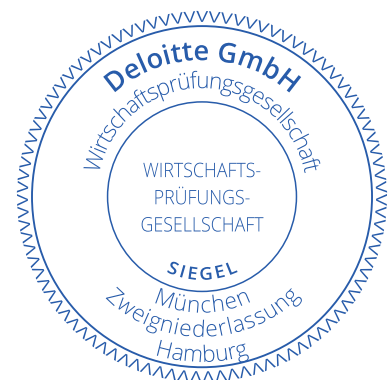 Deloitte GmbH
Wirtschaftsprüfungsgesellschaft
WIRTSCHAFTS-
PRÜFUNGS-
GESELLSCHAFT
SIEGEL
München
Zweigniederlassung
Hamburg